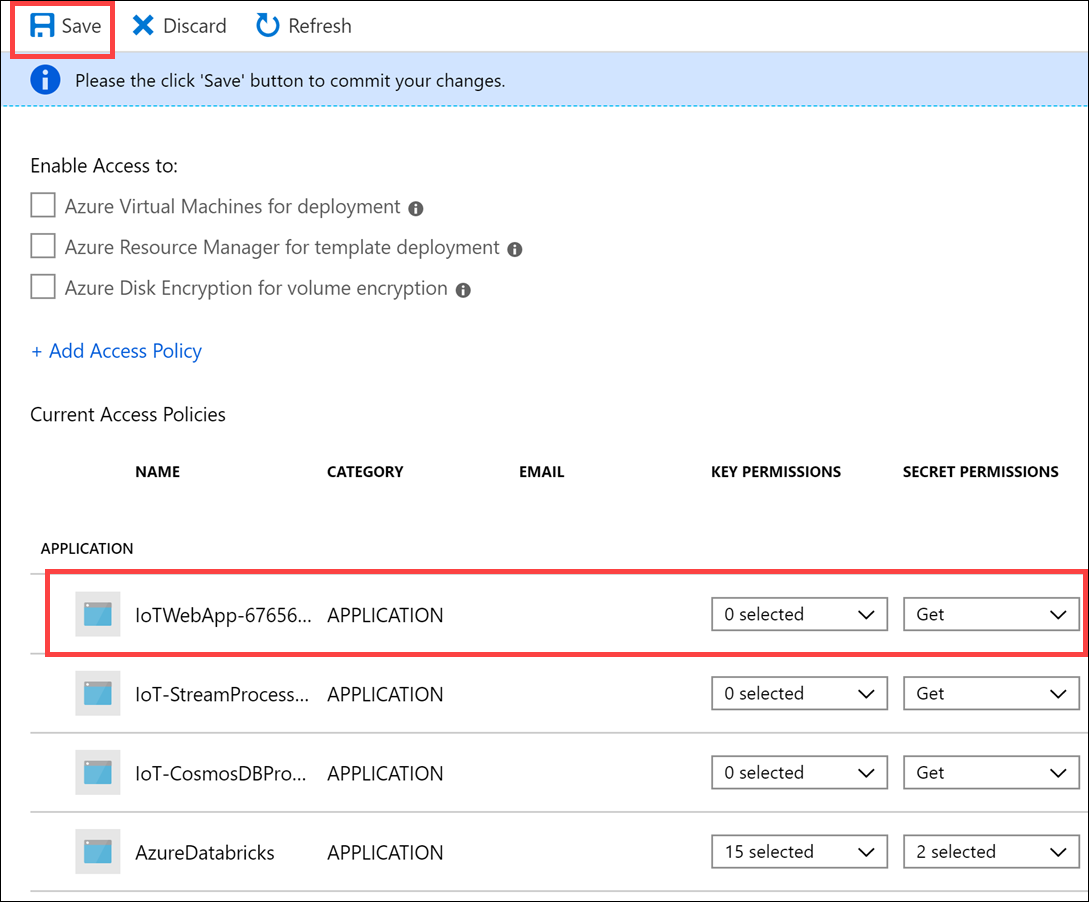 Save Discard Refresh
Please the click 'Save' button to commit your changes.
Enable Access to:
Azure Virtual Machines for deployment
Azure Resource Manager for template deployment
Azure Disk Encryption for volume encryption
+ Add Access Policy
Current Access Policies
NAME CATEGORY EMAIL KEY PERMISSIONS SECRET PERMISSIONS
APPLICATION
IoTWebApp-67656... APPLICATION 0 selected Get
IoT-StreamProcess... APPLICATION 0 selected Get
IoT-CosmosDBPro... APPLICATION 0 selected Get
AzureDatabricks APPLICATION 15 selected 2 selected